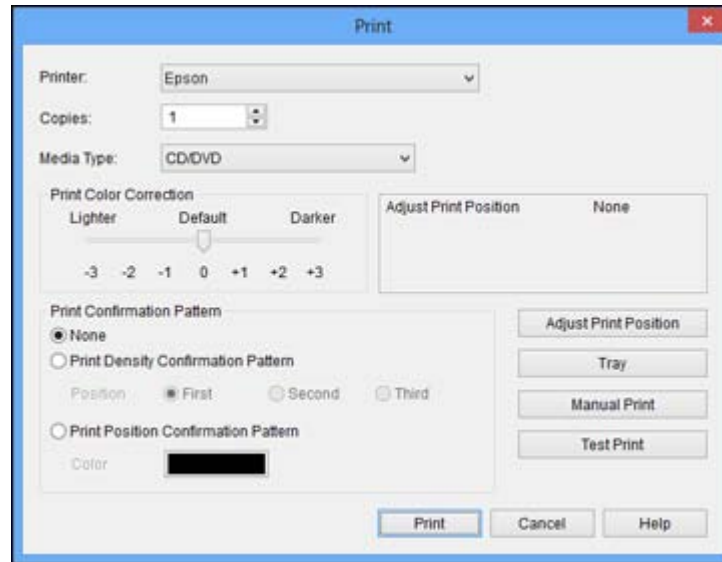 Print
x
Printer: Epson
Copies: 1
Media Type: CD/DVD
Print Color Correction
Lighter Default Darker
-3 -2 -1 0 +1 +2 +3
Adjust Print Position None
Print Confirmation Pattern
None
Print Density Confirmation Pattern
Position First Second Third
Print Position Confirmation Pattern
Color
Adjust Print Position
Tray
Manual Print
Test Print
Print Cancel Help